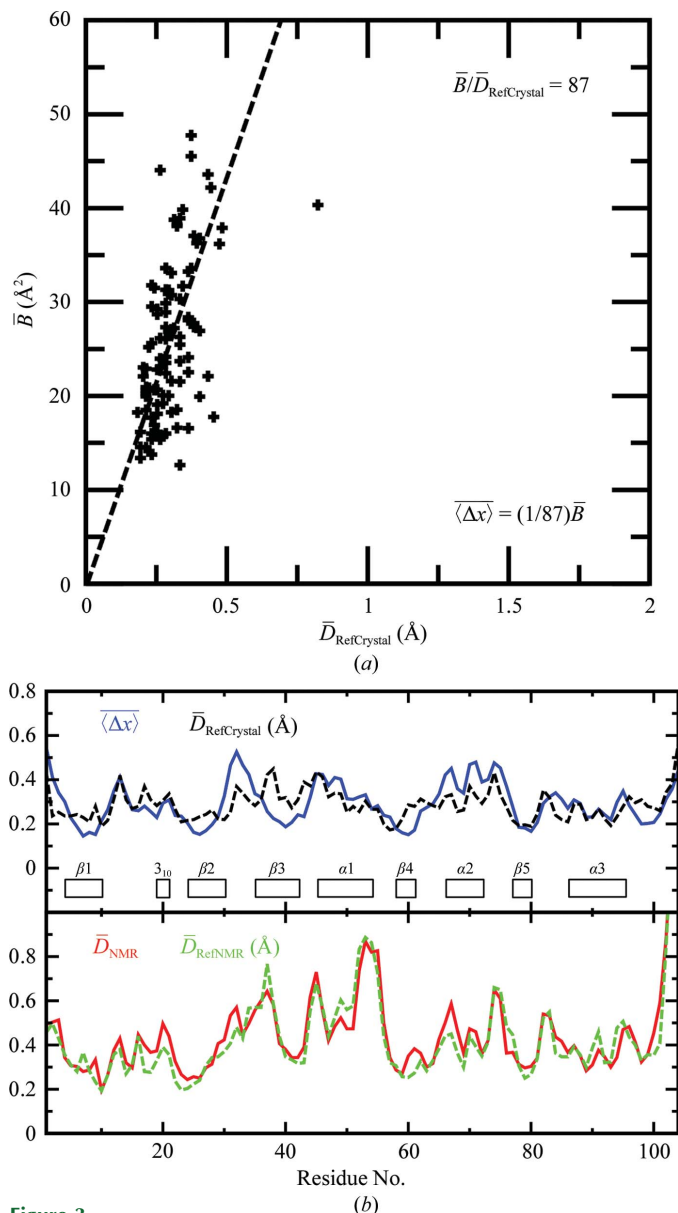 60
50
40
30
20
10
0
B̄ (Å²)
B̄/D̄RefCrystal = 87
⟨Δx⟩ = (1/87)B̄
0 0.5 1 1.5 2
D̄RefCrystal (Å)
(a)
0.8
0.6
0.4
0.2
0
⟨Δx⟩ D̄RefCrystal (Å)
β1 3₁₀ β2 β3 α1 β4 α2 β5 α3
D̄NMR D̄RefNMR (Å)
0.8
0.6
0.4
0.2
0
20 40 60 80 100
Residue No.
(b)